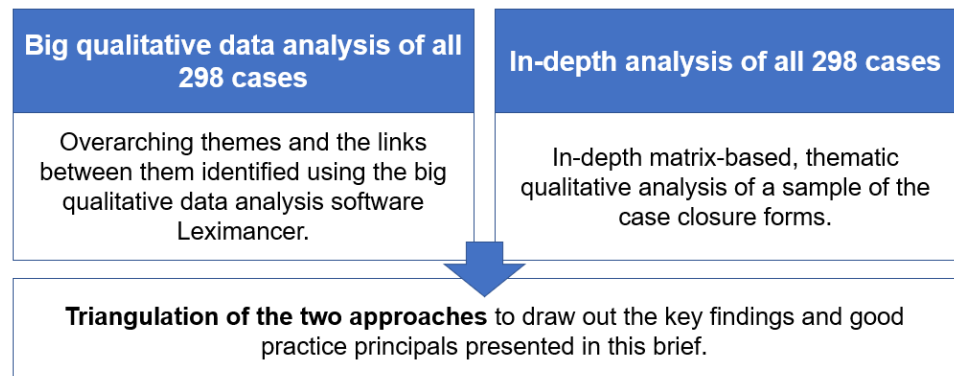 Big qualitative data analysis of all
298 cases
Overarching themes and the links
between them identified using the big
qualitative data analysis software
Leximancer.
In-depth analysis of all 298 cases
In-depth matrix-based, thematic
qualitative analysis of a sample of the
case closure forms.
Triangulation of the two approaches to draw out the key findings and good
practice principals presented in this brief.